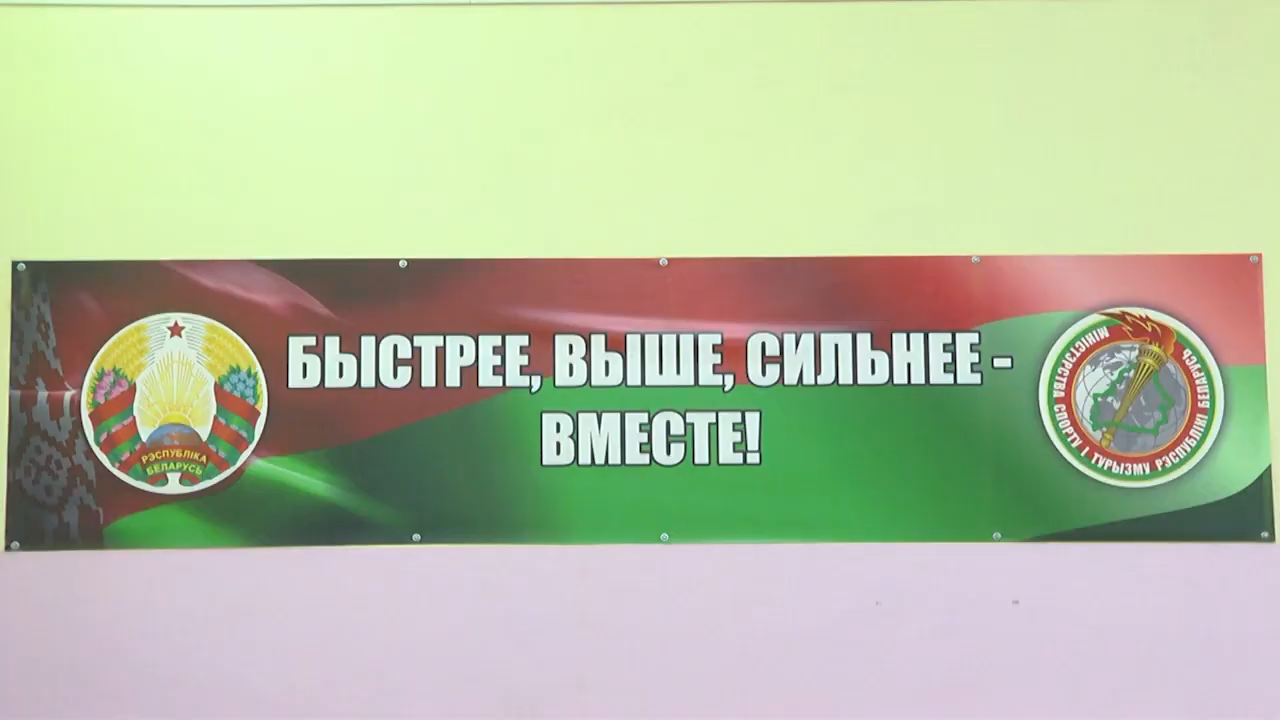 БЫСТРЕЕ, ВЫШЕ, СИЛЬНЕЕ -
ВМЕСТЕ!
РЭСПУБЛІКА
БЕЛАРУСЬ
МІНІСТЭРСТВА СПОРТУ І ТУРЫЗМУ РЭСПУБЛІКІ БЕЛАРУСЬ